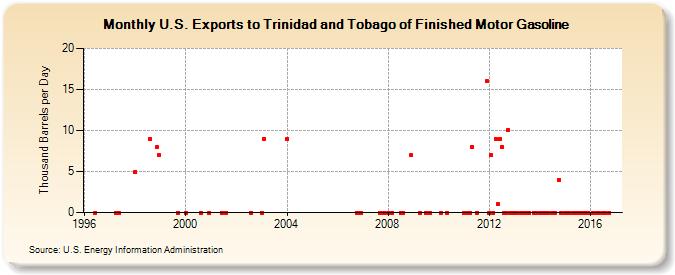 Monthly U.S. Exports to Trinidad and Tobago of Finished Motor Gasoline
Thousand Barrels per Day
20
15
10
5
0
1996 2000 2004 2008 2012 2016
Source: U.S. Energy Information Administration